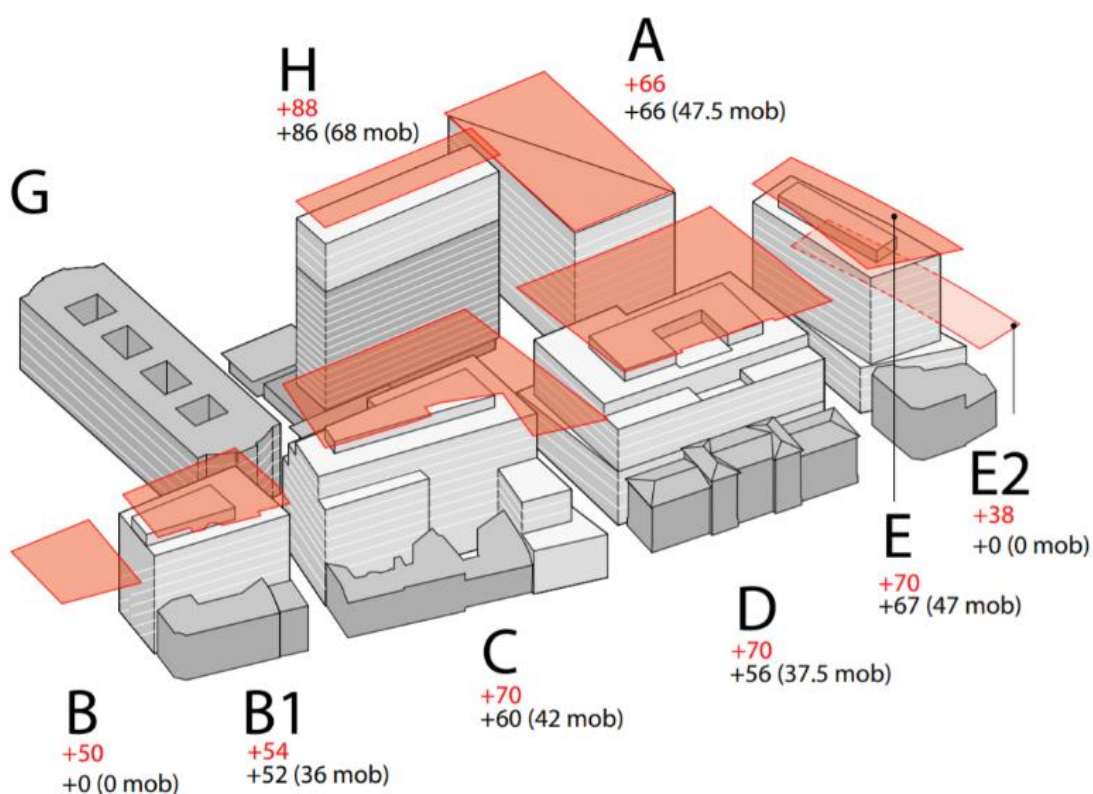 A
+66
+66 (47.5 mob)
H
+88
+86 (68 mob)
G
E2
+38
+0 (0 mob)
E
+70
+67 (47 mob)
D
+70
+56 (37.5 mob)
C
+70
+60 (42 mob)
B
+50
+0 (0 mob)
B1
+54
+52 (36 mob)